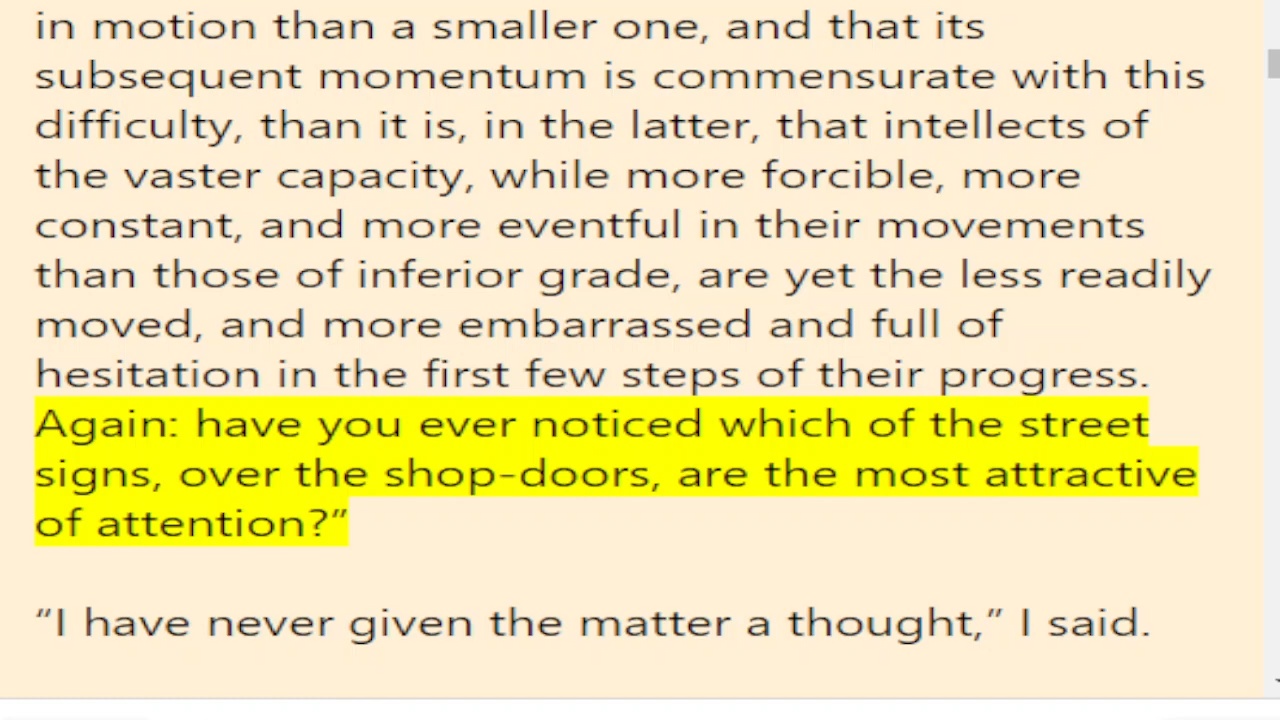 in motion than a smaller one, and that its
subsequent momentum is commensurate with this
difficulty, than it is, in the latter, that intellects of
the vaster capacity, while more forcible, more
constant, and more eventful in their movements
than those of inferior grade, are yet the less readily
moved, and more embarrassed and full of
hesitation in the first few steps of their progress.
Again: have you ever noticed which of the street
signs, over the shop-doors, are the most attractive
of attention?”
“I have never given the matter a thought,” I said.